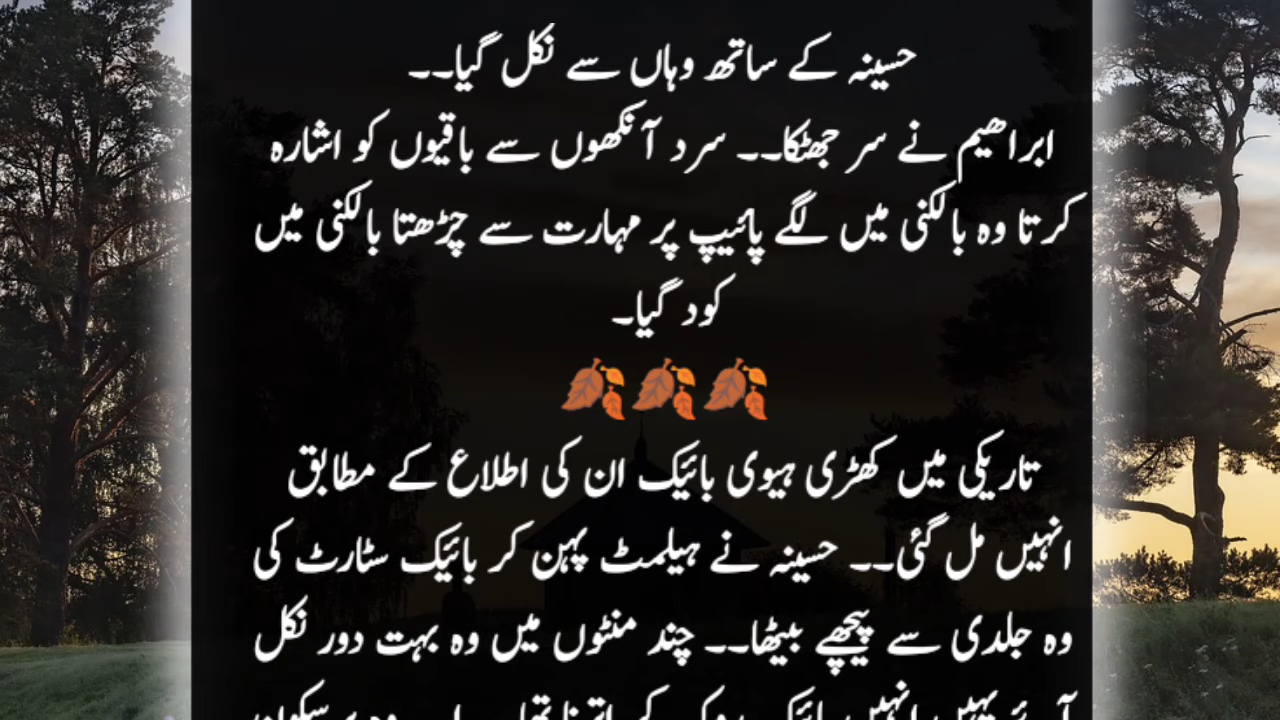 حسینہ کے ساتھ وہاں سے نکل گیا۔۔
ابراھیم نے سر جھٹکا۔۔ سرد آنکھوں سے باقیوں کو اشارہ
کرتا وہ بالکنی میں لگے پائیپ پر مہارت سے چڑھتا بالکنی میں
کود گیا۔
🍂🍂🍂
تاریکی میں کھڑی ہیوی بائیک ان کی اطلاع کے مطابق
انہیں مل گئی۔۔ حسینہ نے ہیلمٹ پہن کر بائیک سٹارٹ کی
وہ جلدی سے پیچھے بیٹھا۔۔ چند منٹوں میں وہ بہت دور نکل